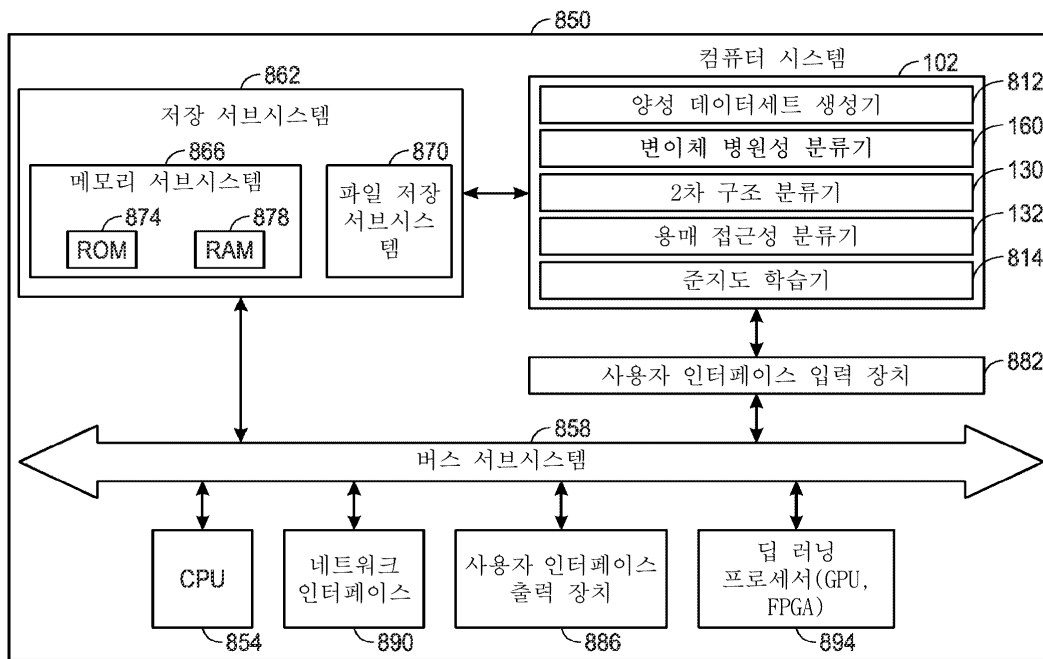 850
컴퓨터 시스템
862
저장 서브시스템
866
메모리 서브시스템
874
ROM
878
RAM
870
파일 저장
서브시스
템
102
812
양성 데이터세트 생성기
160
변이체 병원성 분류기
130
2차 구조 분류기
132
용매 접근성 분류기
814
준지도 학습기
사용자 인터페이스 입력 장치
882
858
버스 서브시스템
CPU
854
네트워크
인터페이스
890
사용자 인터페이스
출력 장치
886
딥 러닝
프로세서(GPU,
FPGA)
894